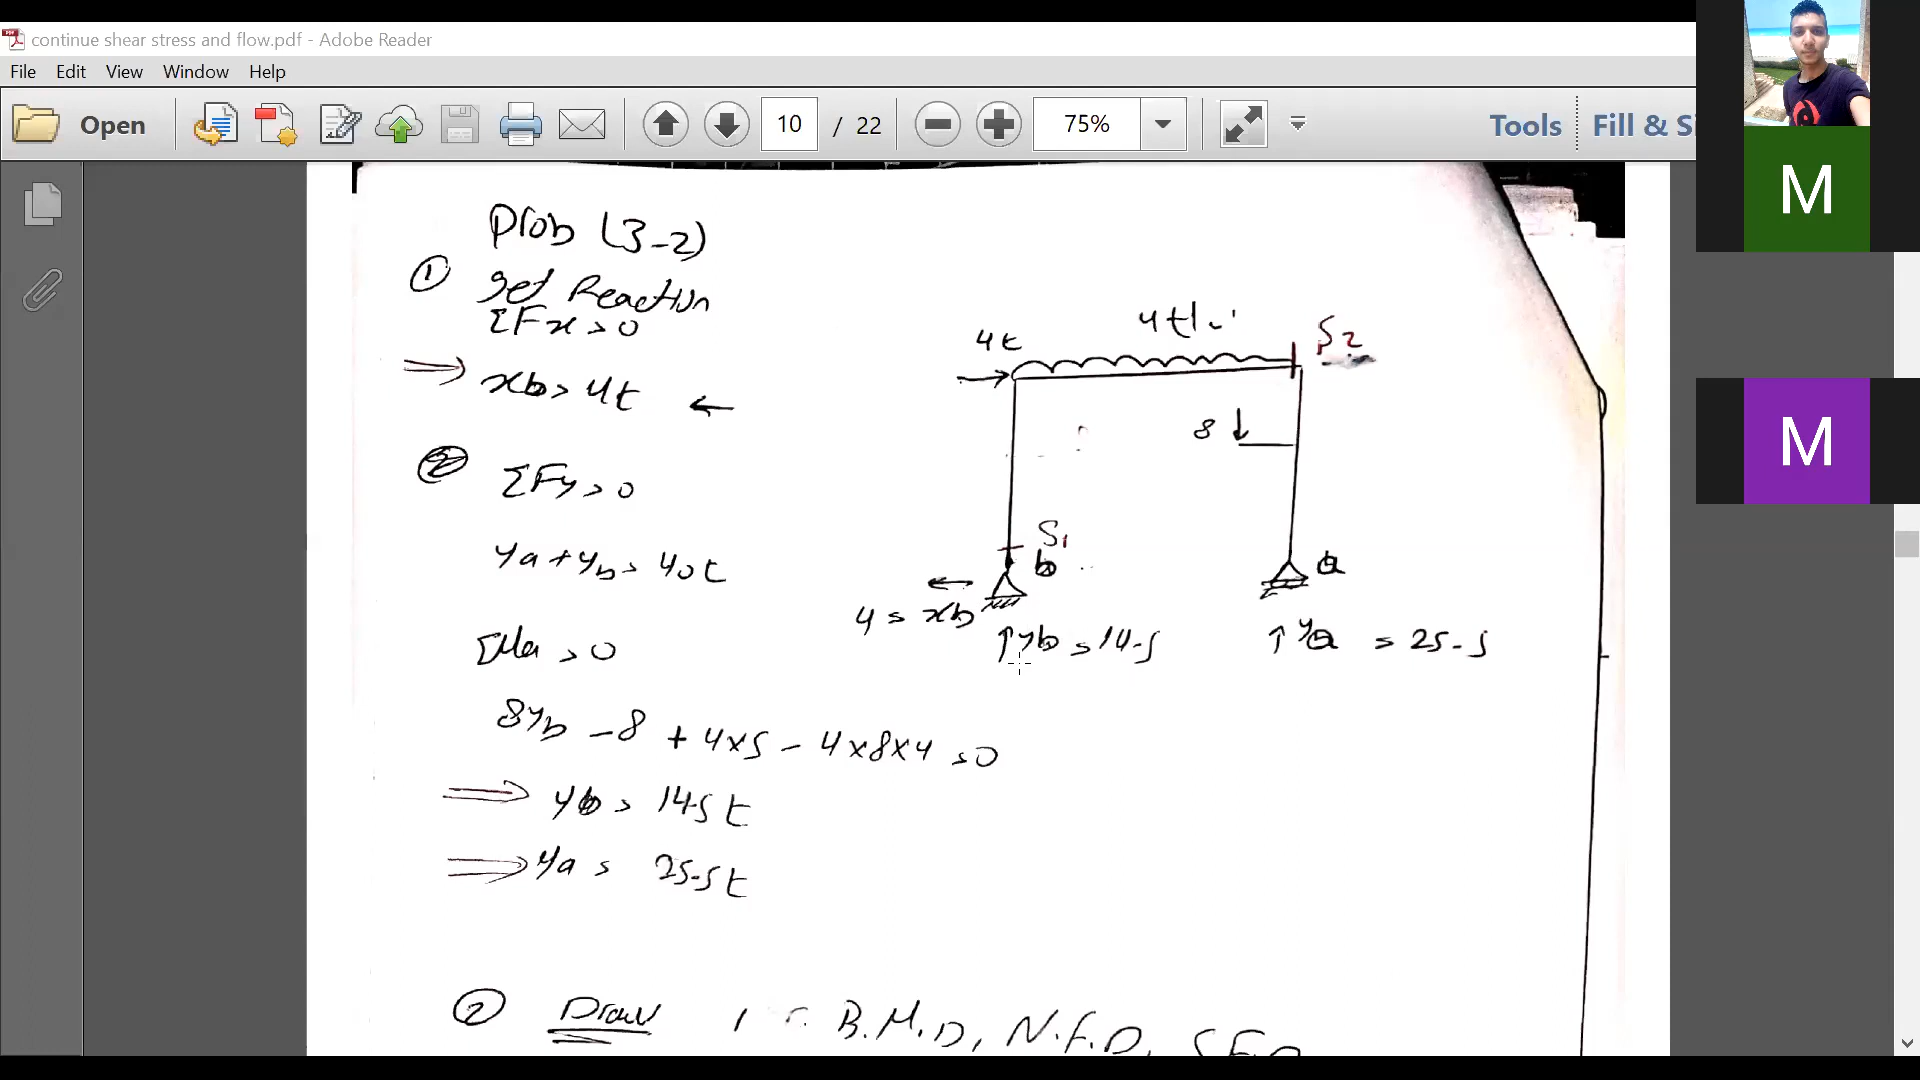 continue shear stress and flow.pdf - Adobe Reader
File Edit View Window Help
Open 10 / 22 75% Tools Fill & Si
M
M
Prob (3-2)
① get Reaction
ΣFx = 0
⇒ xb = 4t ←
② ΣFy = 0
ya + yb = 40t
ΣMa = 0
8yb - 8 + 4x5 - 4x8x4 = 0
⇒ yb = 14.5t
⇒ ya = 25.5t
4t
S2
8 ↓
S1
b
a
4 = xb
↑ yb = 14.5
↑ ya = 25.5
② Draw
B.M.D, N.F.D,